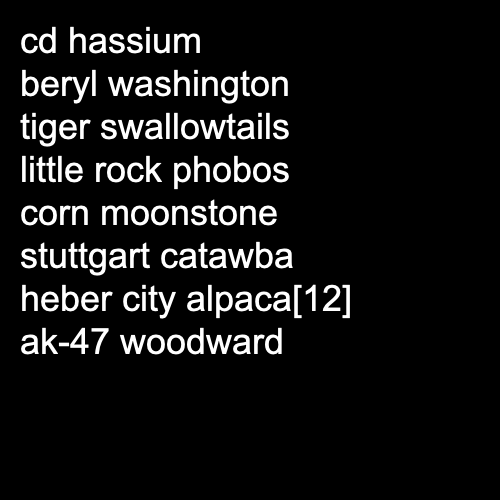 cd hassium
beryl washington
tiger swallowtails
little rock phobos
corn moonstone
stuttgart catawba
heber city alpaca[12]
ak-47 woodward